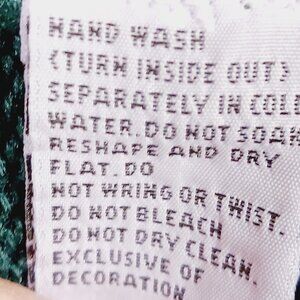 HAND WASH
(TURN INSIDE OUT)
SEPARATELY IN COLD
WATER.DO NOT SOAK
RESHAPE AND DRY
FLAT.DO
NOT WRING OR TWIST.
DO NOT BLEACH
DO NOT DRY CLEAN.
EXCLUSIVE OF
DECORATION